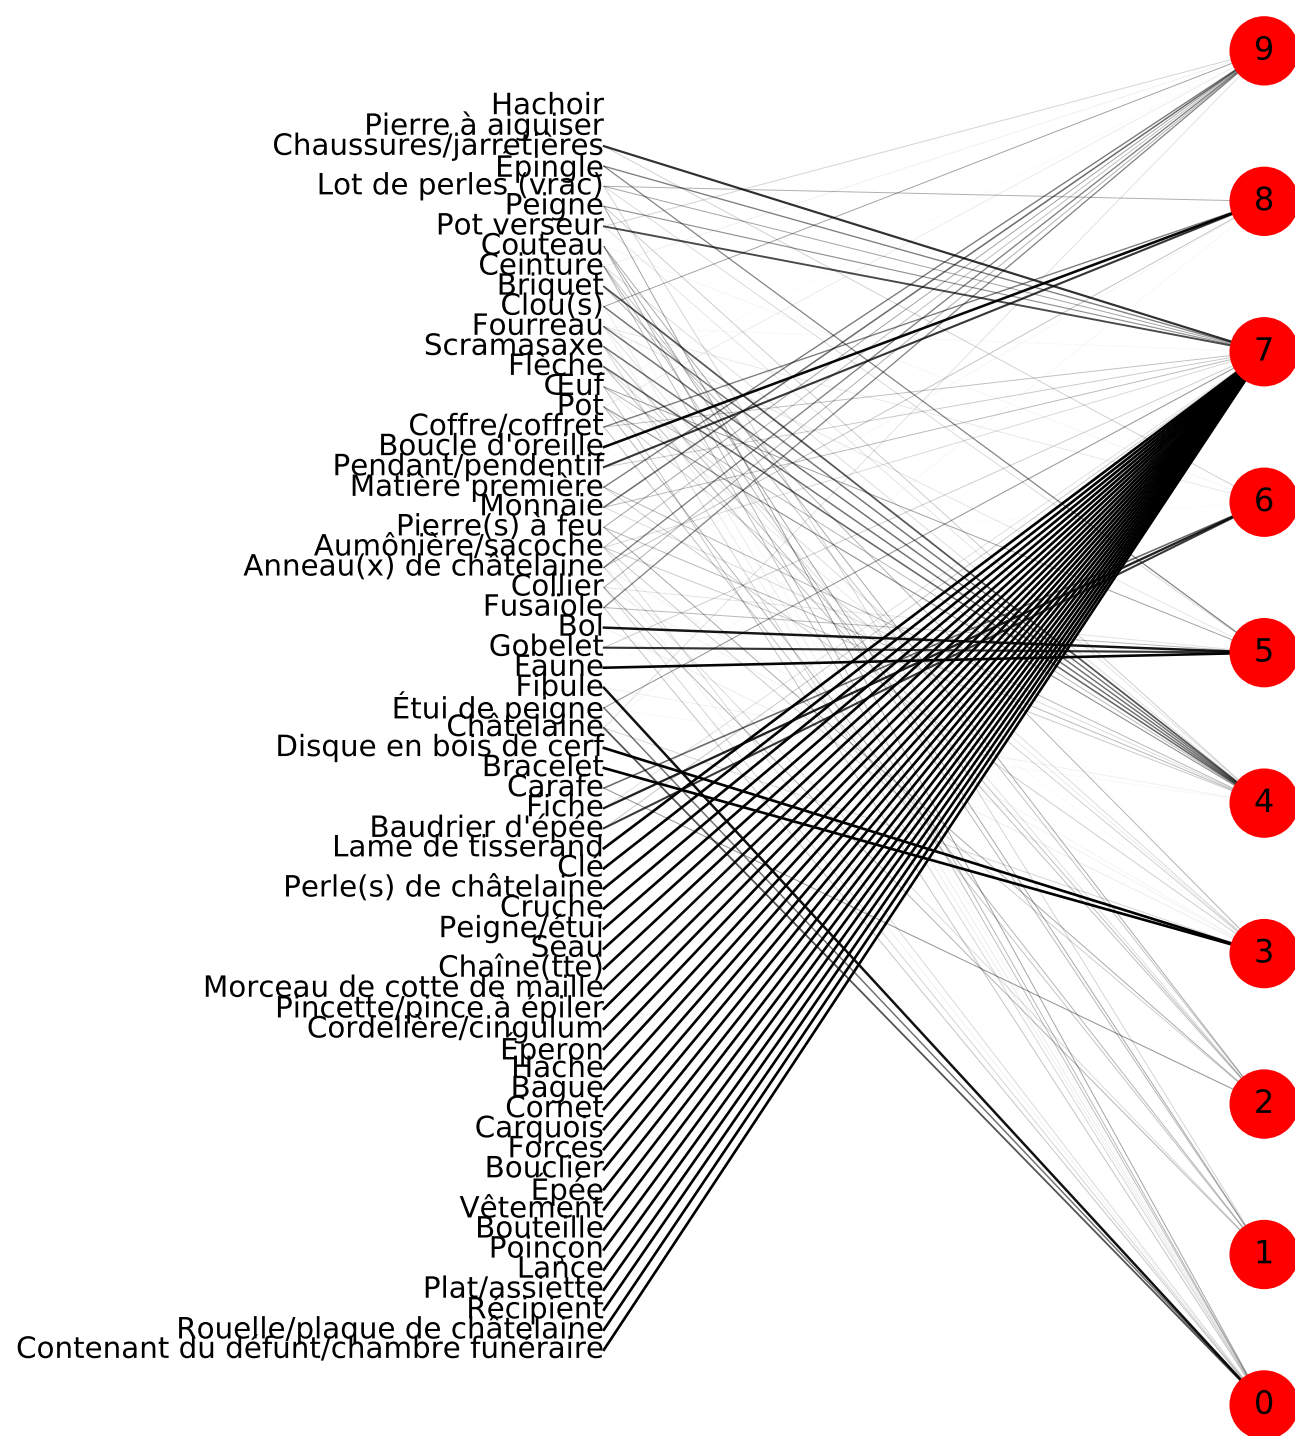 9
Hachoir
Pierre à aiguiser
Chaussures/jarretières
Épingle
Lot de perles (vrac)
8
Peigne
Pot verseur
Couteau
Ceinture
Briquet
Clou(s)
Fourreau
Scramasaxe
7
Flèche
Œuf
Pot
Coffre/coffret
Boucle d'oreille
Pendant/pendentif
Matière première
6
Monnaie
Pierre(s) à feu
Aumônière/sacoche
Anneau(x) de châtelaine
Collier
Fusaïole
Bol
Gobelet
5
Faune
Fibule
Étui de peigne
Châtelaine
Disque en bois de cerf
Bracelet
Carafe
4
Fiche
Baudrier d'épée
Lame de tisserand
Clé
Perle(s) de châtelaine
Cruche
Peigne/étui
Seau
3
Chaîne(tte)
Morceau de cotte de maille
Pincette/pince à épiler
Cordelière/cingulum
Éperon
Hache
Bague
2
Cornet
Carquois
Forces
Bouclier
Épée
Vêtement
Bouteille
Poinçon
1
Lance
Plat/assiette
Récipient
Rouelle/plaque de châtelaine
Contenant du défunt/chambre funéraire
0